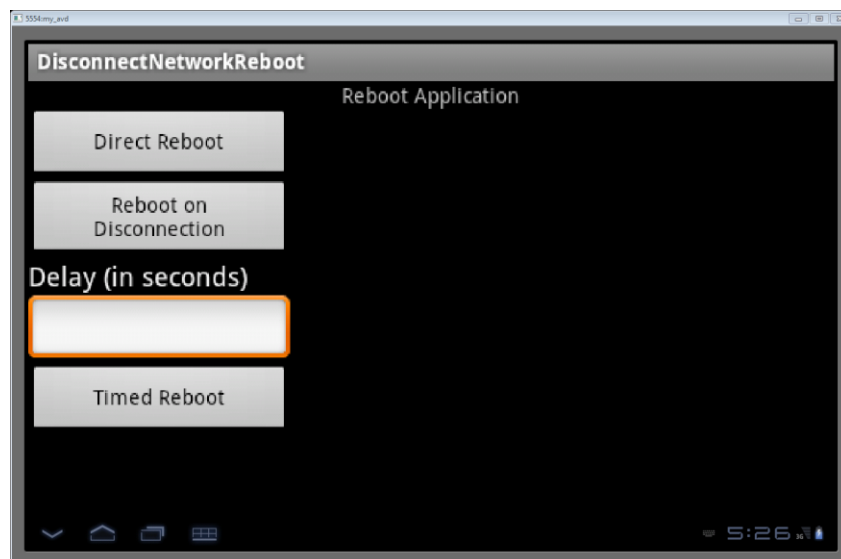 5554:my_avd
DisconnectNetworkReboot
Reboot Application
Direct Reboot
Reboot on
Disconnection
Delay (in seconds)
Timed Reboot
5:26